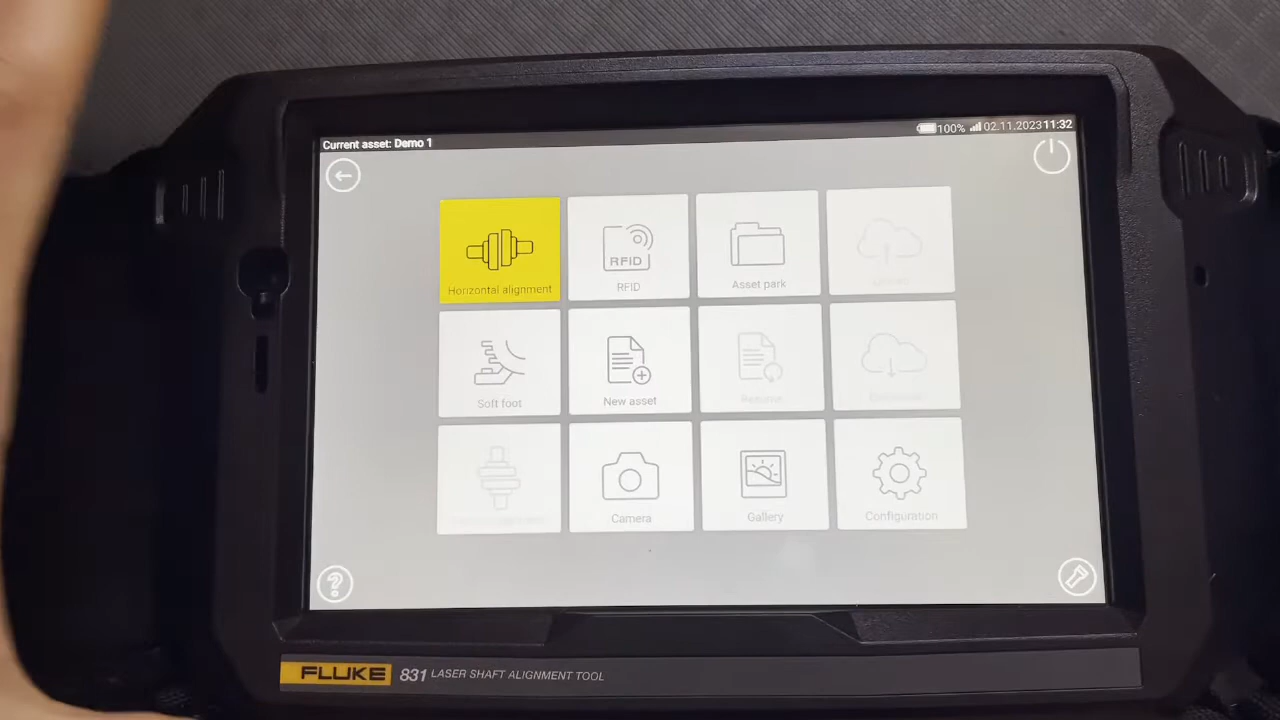 Current asset: Demo 1
100% 02.11.2023 11:32
Horizontal alignment
RFID
RFID
Asset park
Soft foot
New asset
Resume
Camera
Gallery
Configuration
?
FLUKE 831 LASER SHAFT ALIGNMENT TOOL